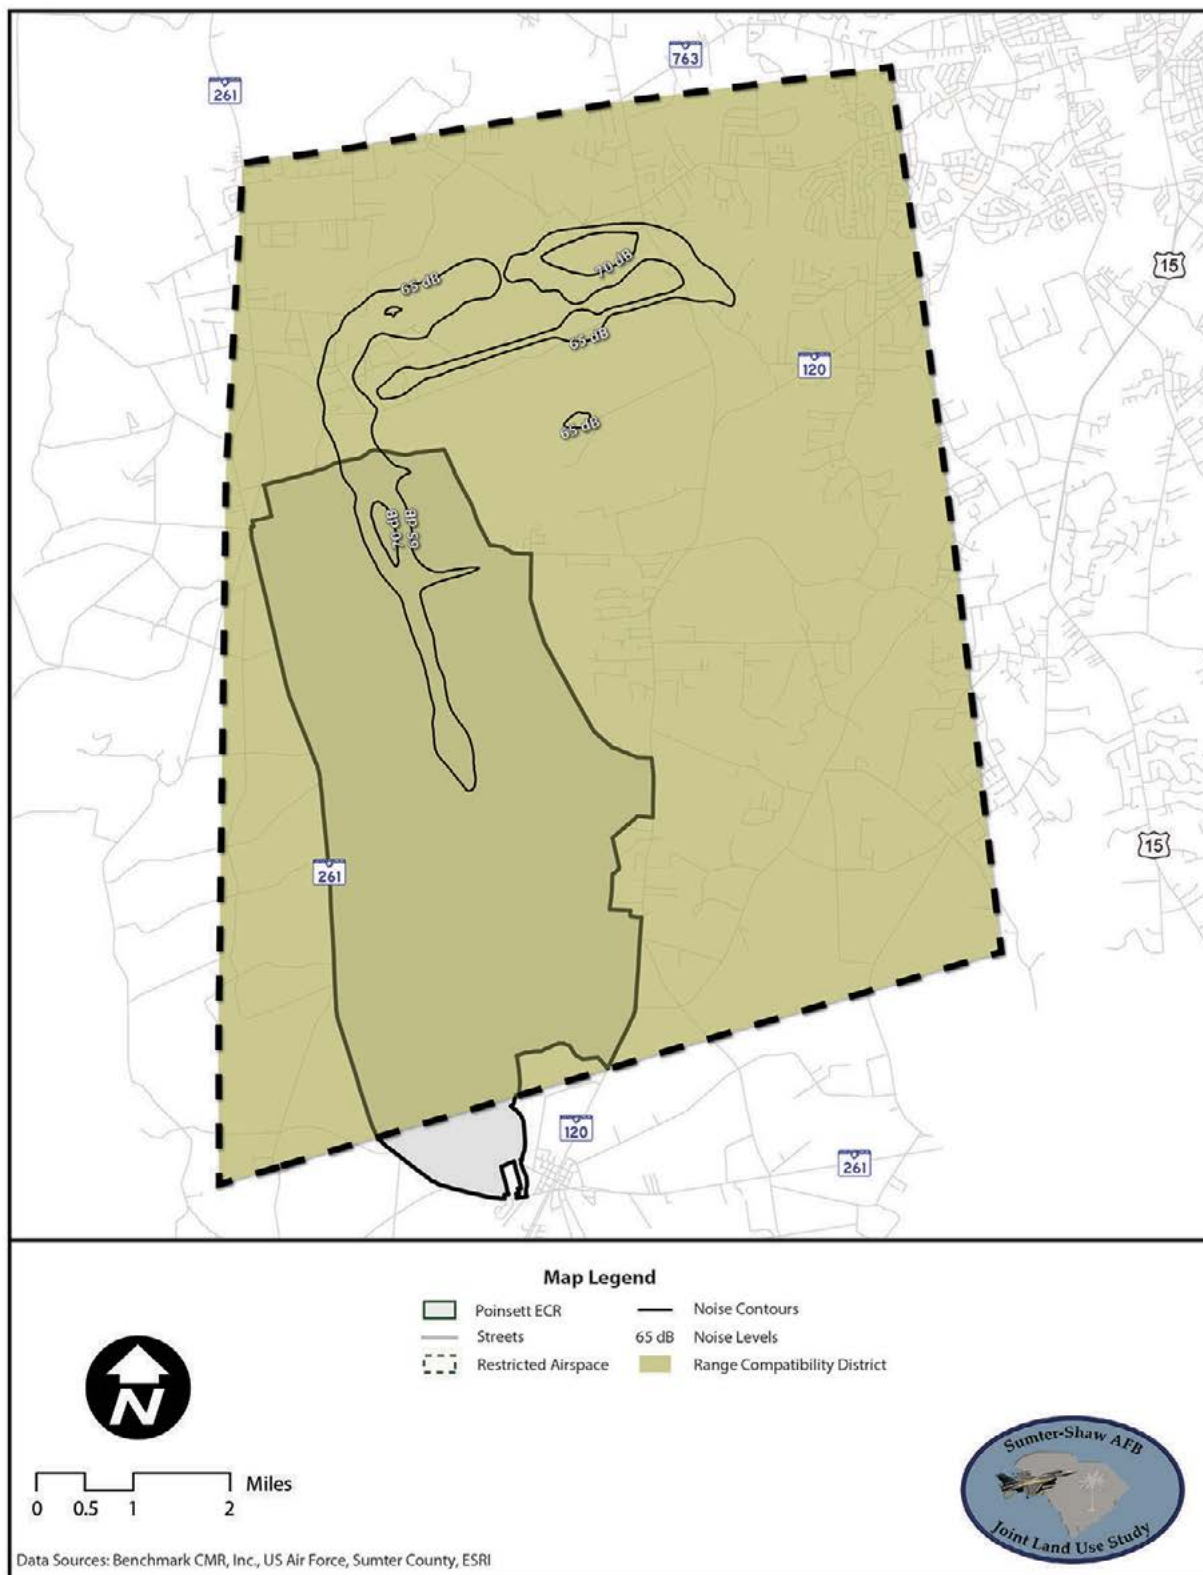 763
261
15
70 dB
65 dB
65 dB
120
65 dB
70 dB
65 dB
15
261
120
261
Map Legend
Poinsett ECR
Noise Contours
Streets
65 dB Noise Levels
Restricted Airspace
Range Compatibility District
N
Miles
0 0.5 1 2
Sumter-Shaw AFB
Joint Land Use Study
Data Sources: Benchmark CMR, Inc., US Air Force, Sumter County, ESRI